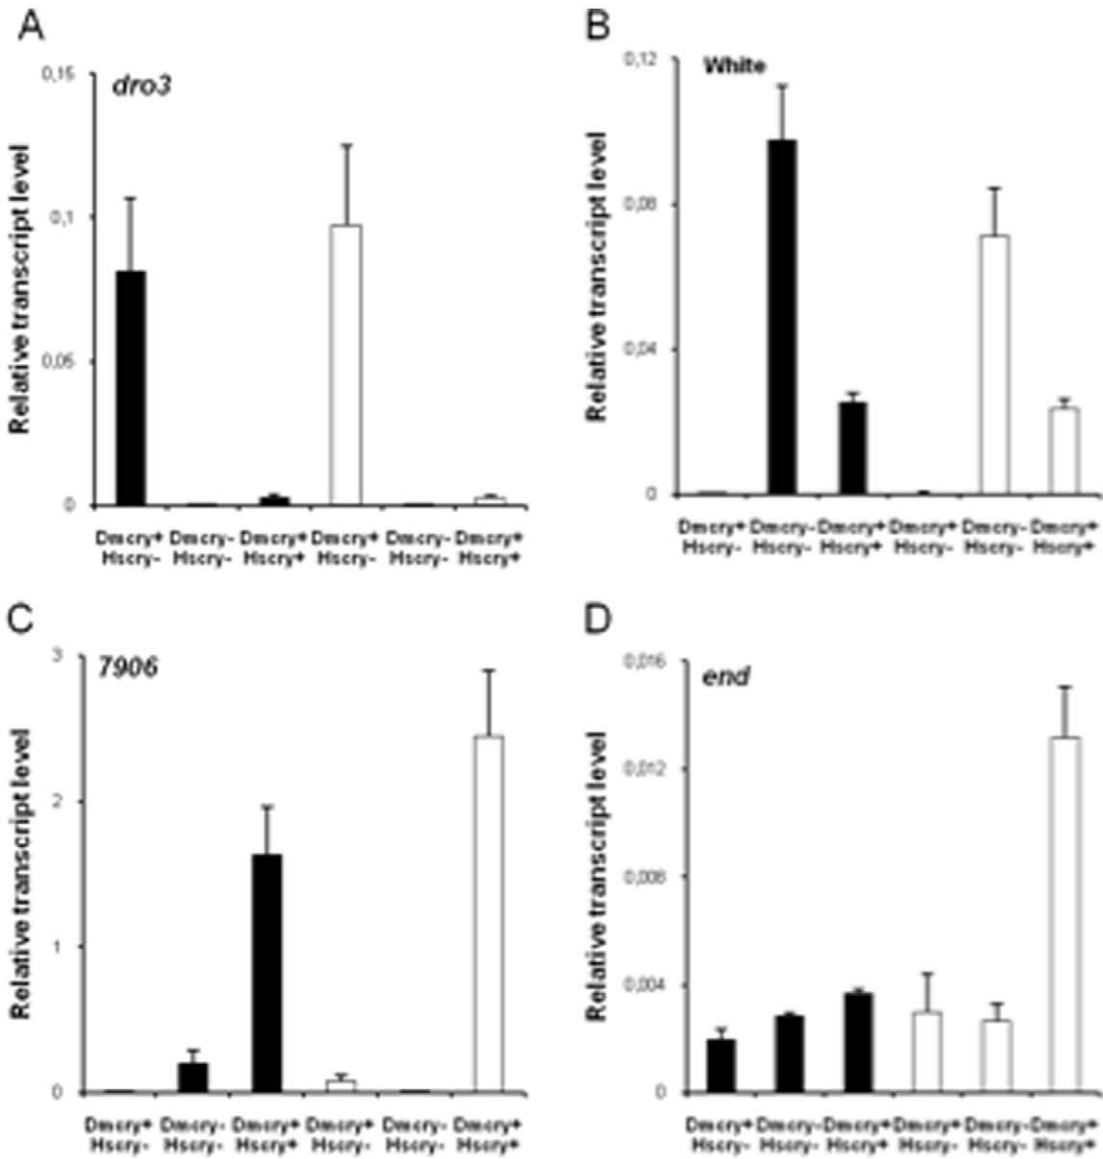 A
dro3
Relative transcript level
0,15
0,1
0,05
0
Dmcry+ Dmcry- Dmcry+ Dmcry+ Dmcry- Dmcry+
Hscry- Hscry- Hscry+ Hscry- Hscry- Hscry+
B
White
Relative transcript level
0,12
0,08
0,04
0
Dmcry+ Dmcry- Dmcry+ Dmcry+ Dmcry- Dmcry+
Hscry- Hscry- Hscry+ Hscry- Hscry- Hscry+
C
7906
Relative transcript level
3
2
1
0
Dmcry+ Dmcry- Dmcry+ Dmcry+ Dmcry- Dmcry+
Hscry- Hscry- Hscry+ Hscry- Hscry- Hscry+
D
end
Relative transcript level
0,016
0,012
0,008
0,004
0
Dmcry+ Dmcry- Dmcry+ Dmcry+ Dmcry- Dmcry+
Hscry- Hscry- Hscry+ Hscry- Hscry- Hscry+